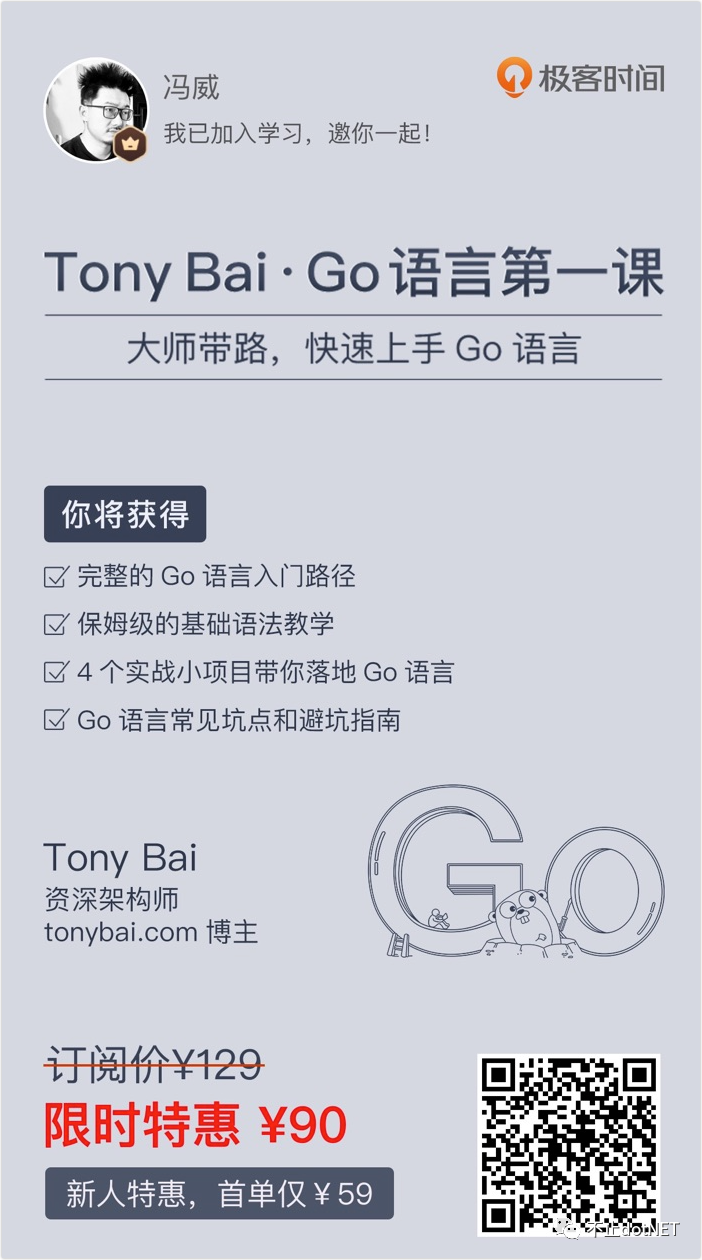 冯威
极客时间
我已加入学习，邀你一起！
Tony Bai · Go 语言第一课
大师带路，快速上手 Go 语言
你将获得
完整的 Go 语言入门路径
保姆级的基础语法教学
4 个实战小项目带你落地 Go 语言
Go 语言常见坑点和避坑指南
Tony Bai
资深架构师
tonybai.com 博主
Go
订阅价¥129
限时特惠 ¥90
新人特惠，首单仅 ¥ 59
不止dotNET